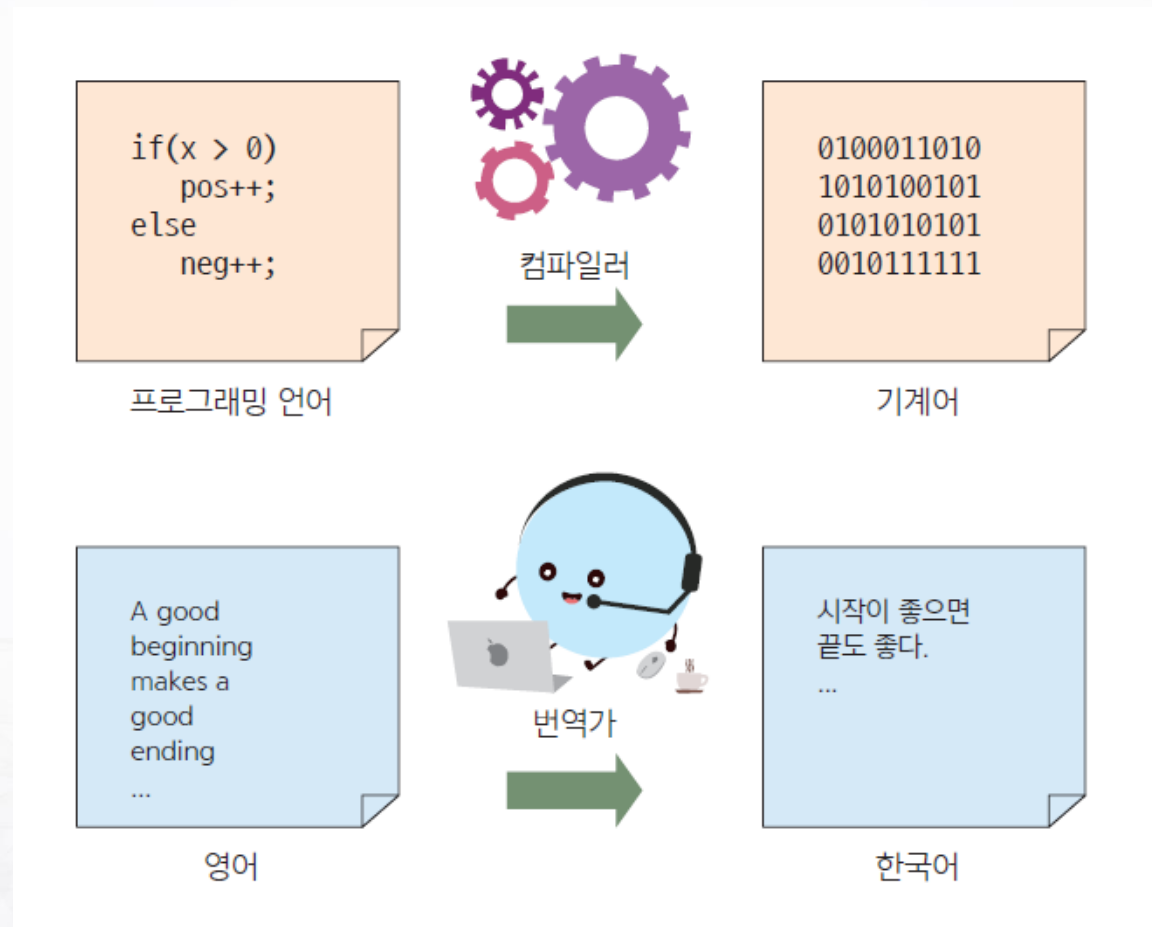 if(x > 0)
pos++;
else
neg++;
컴파일러
0100011010
1010100101
0101010101
0010111111
프로그래밍 언어
기계어
A good
beginning
makes a
good
ending
...
번역가
시작이 좋으면
끝도 좋다.
...
영어
한국어